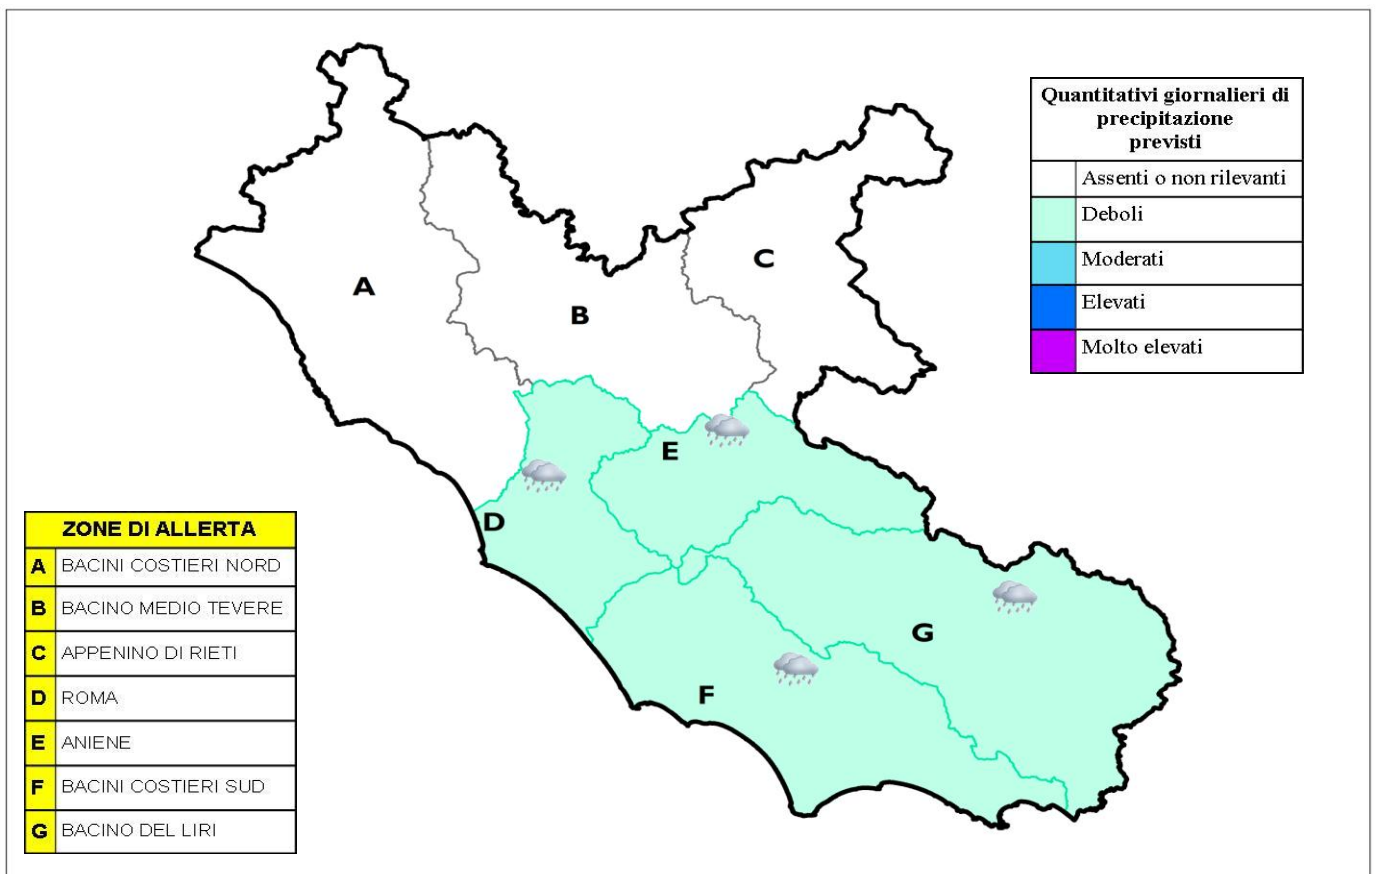 Quantitativi giornalieri di
precipitazione
previsti
Assenti o non rilevanti
Deboli
Moderati
Elevati
Molto elevati
A
B
C
D
E
F
G
ZONE DI ALLERTA
A BACINI COSTIERI NORD
B BACINO MEDIO TEVERE
C APPENINO DI RIETI
D ROMA
E ANIENE
F BACINI COSTIERI SUD
G BACINO DEL LIRI